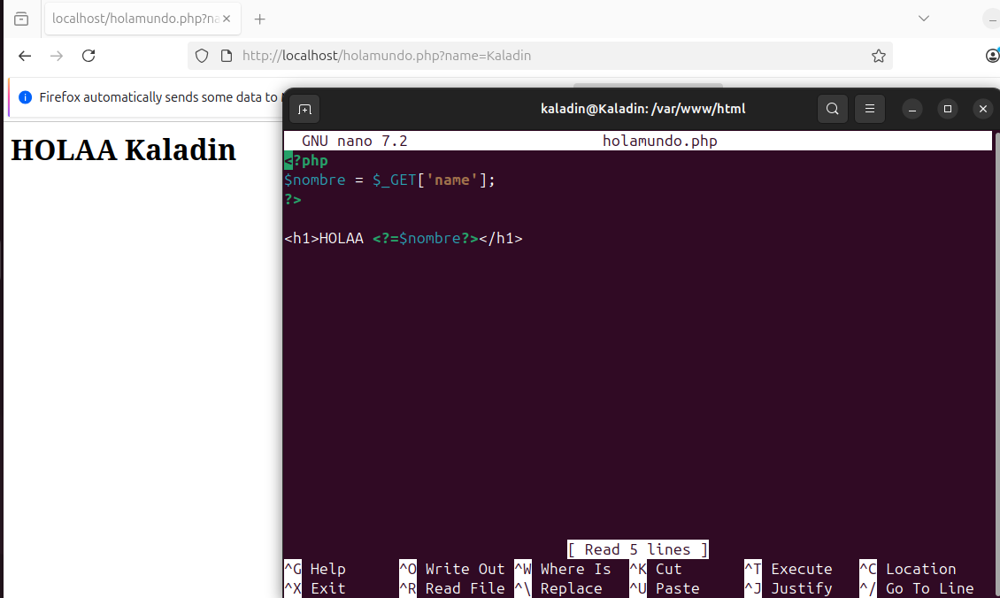 localhost/holamundo.php?na
http://localhost/holamundo.php?name=Kaladin
Firefox automatically sends some data to
HOLAA Kaladin
kaladin@Kaladin: /var/www/html
GNU nano 7.2 holamundo.php
<?php
$nombre = $_GET['name'];
?>
<h1>HOLAA <?=$nombre?></h1>
[ Read 5 lines ]
^G Help ^O Write Out ^W Where Is ^K Cut ^T Execute ^C Location
^X Exit ^R Read File ^\ Replace ^U Paste ^J Justify ^/ Go To Line